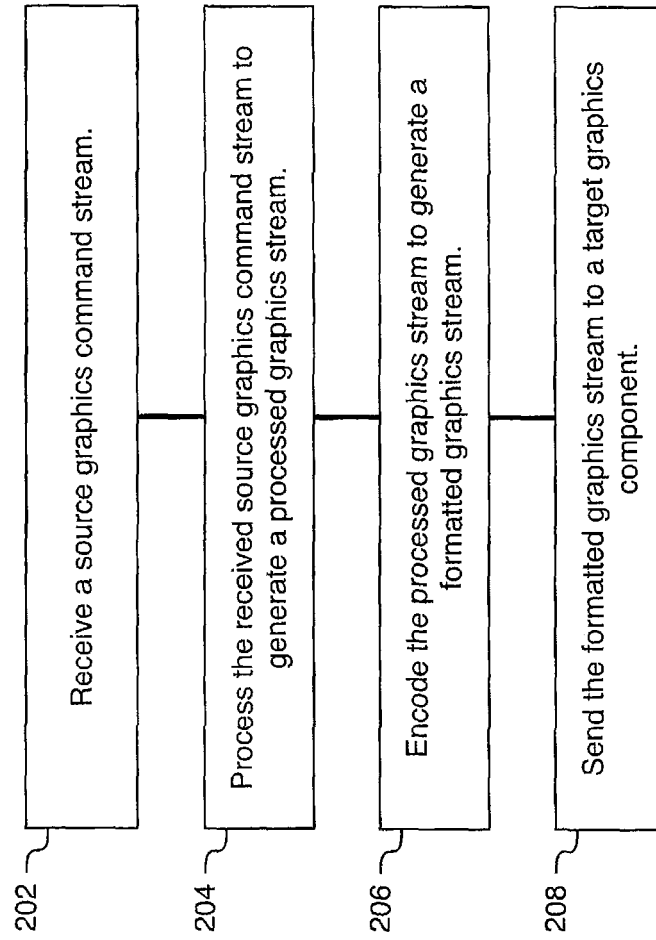 202
Receive a source graphics command stream.
204
Process the received source graphics command stream to
generate a processed graphics stream.
206
Encode the processed graphics stream to generate a
formatted graphics stream.
208
Send the formatted graphics stream to a target graphics
component.